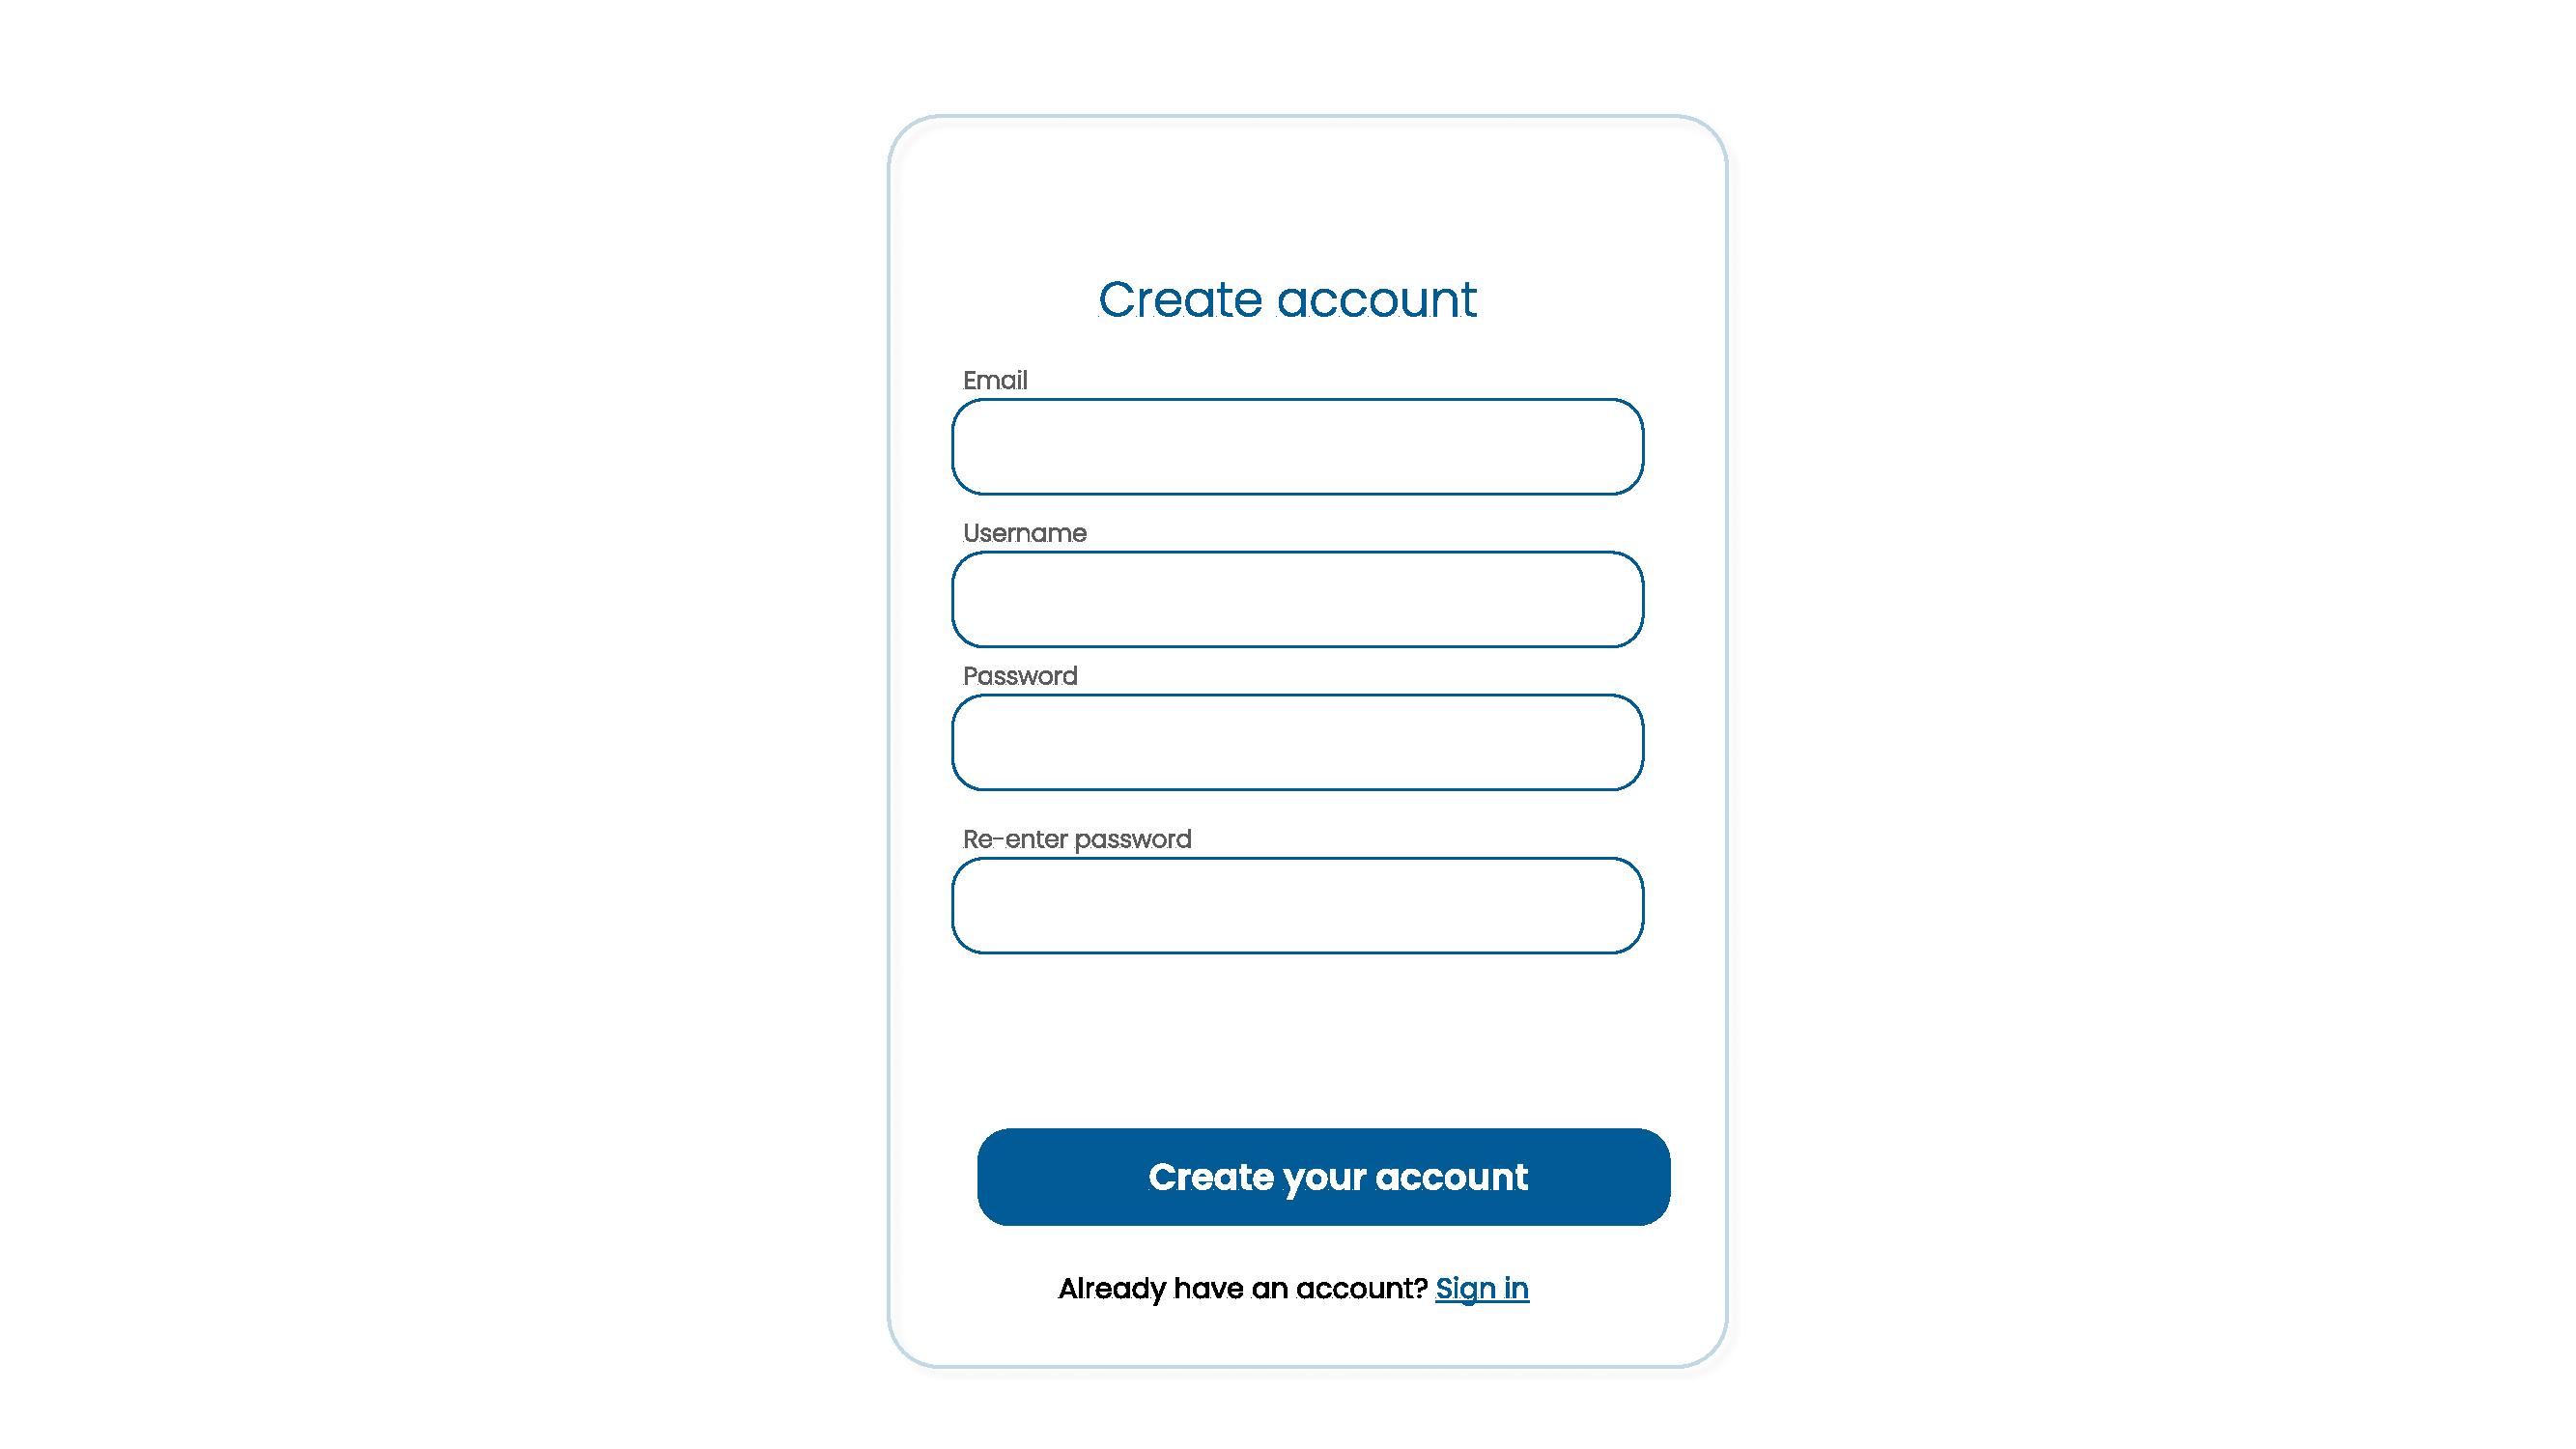 Create account
Email
Username
Password
Re-enter password
Create your account
Already have an account? Sign in